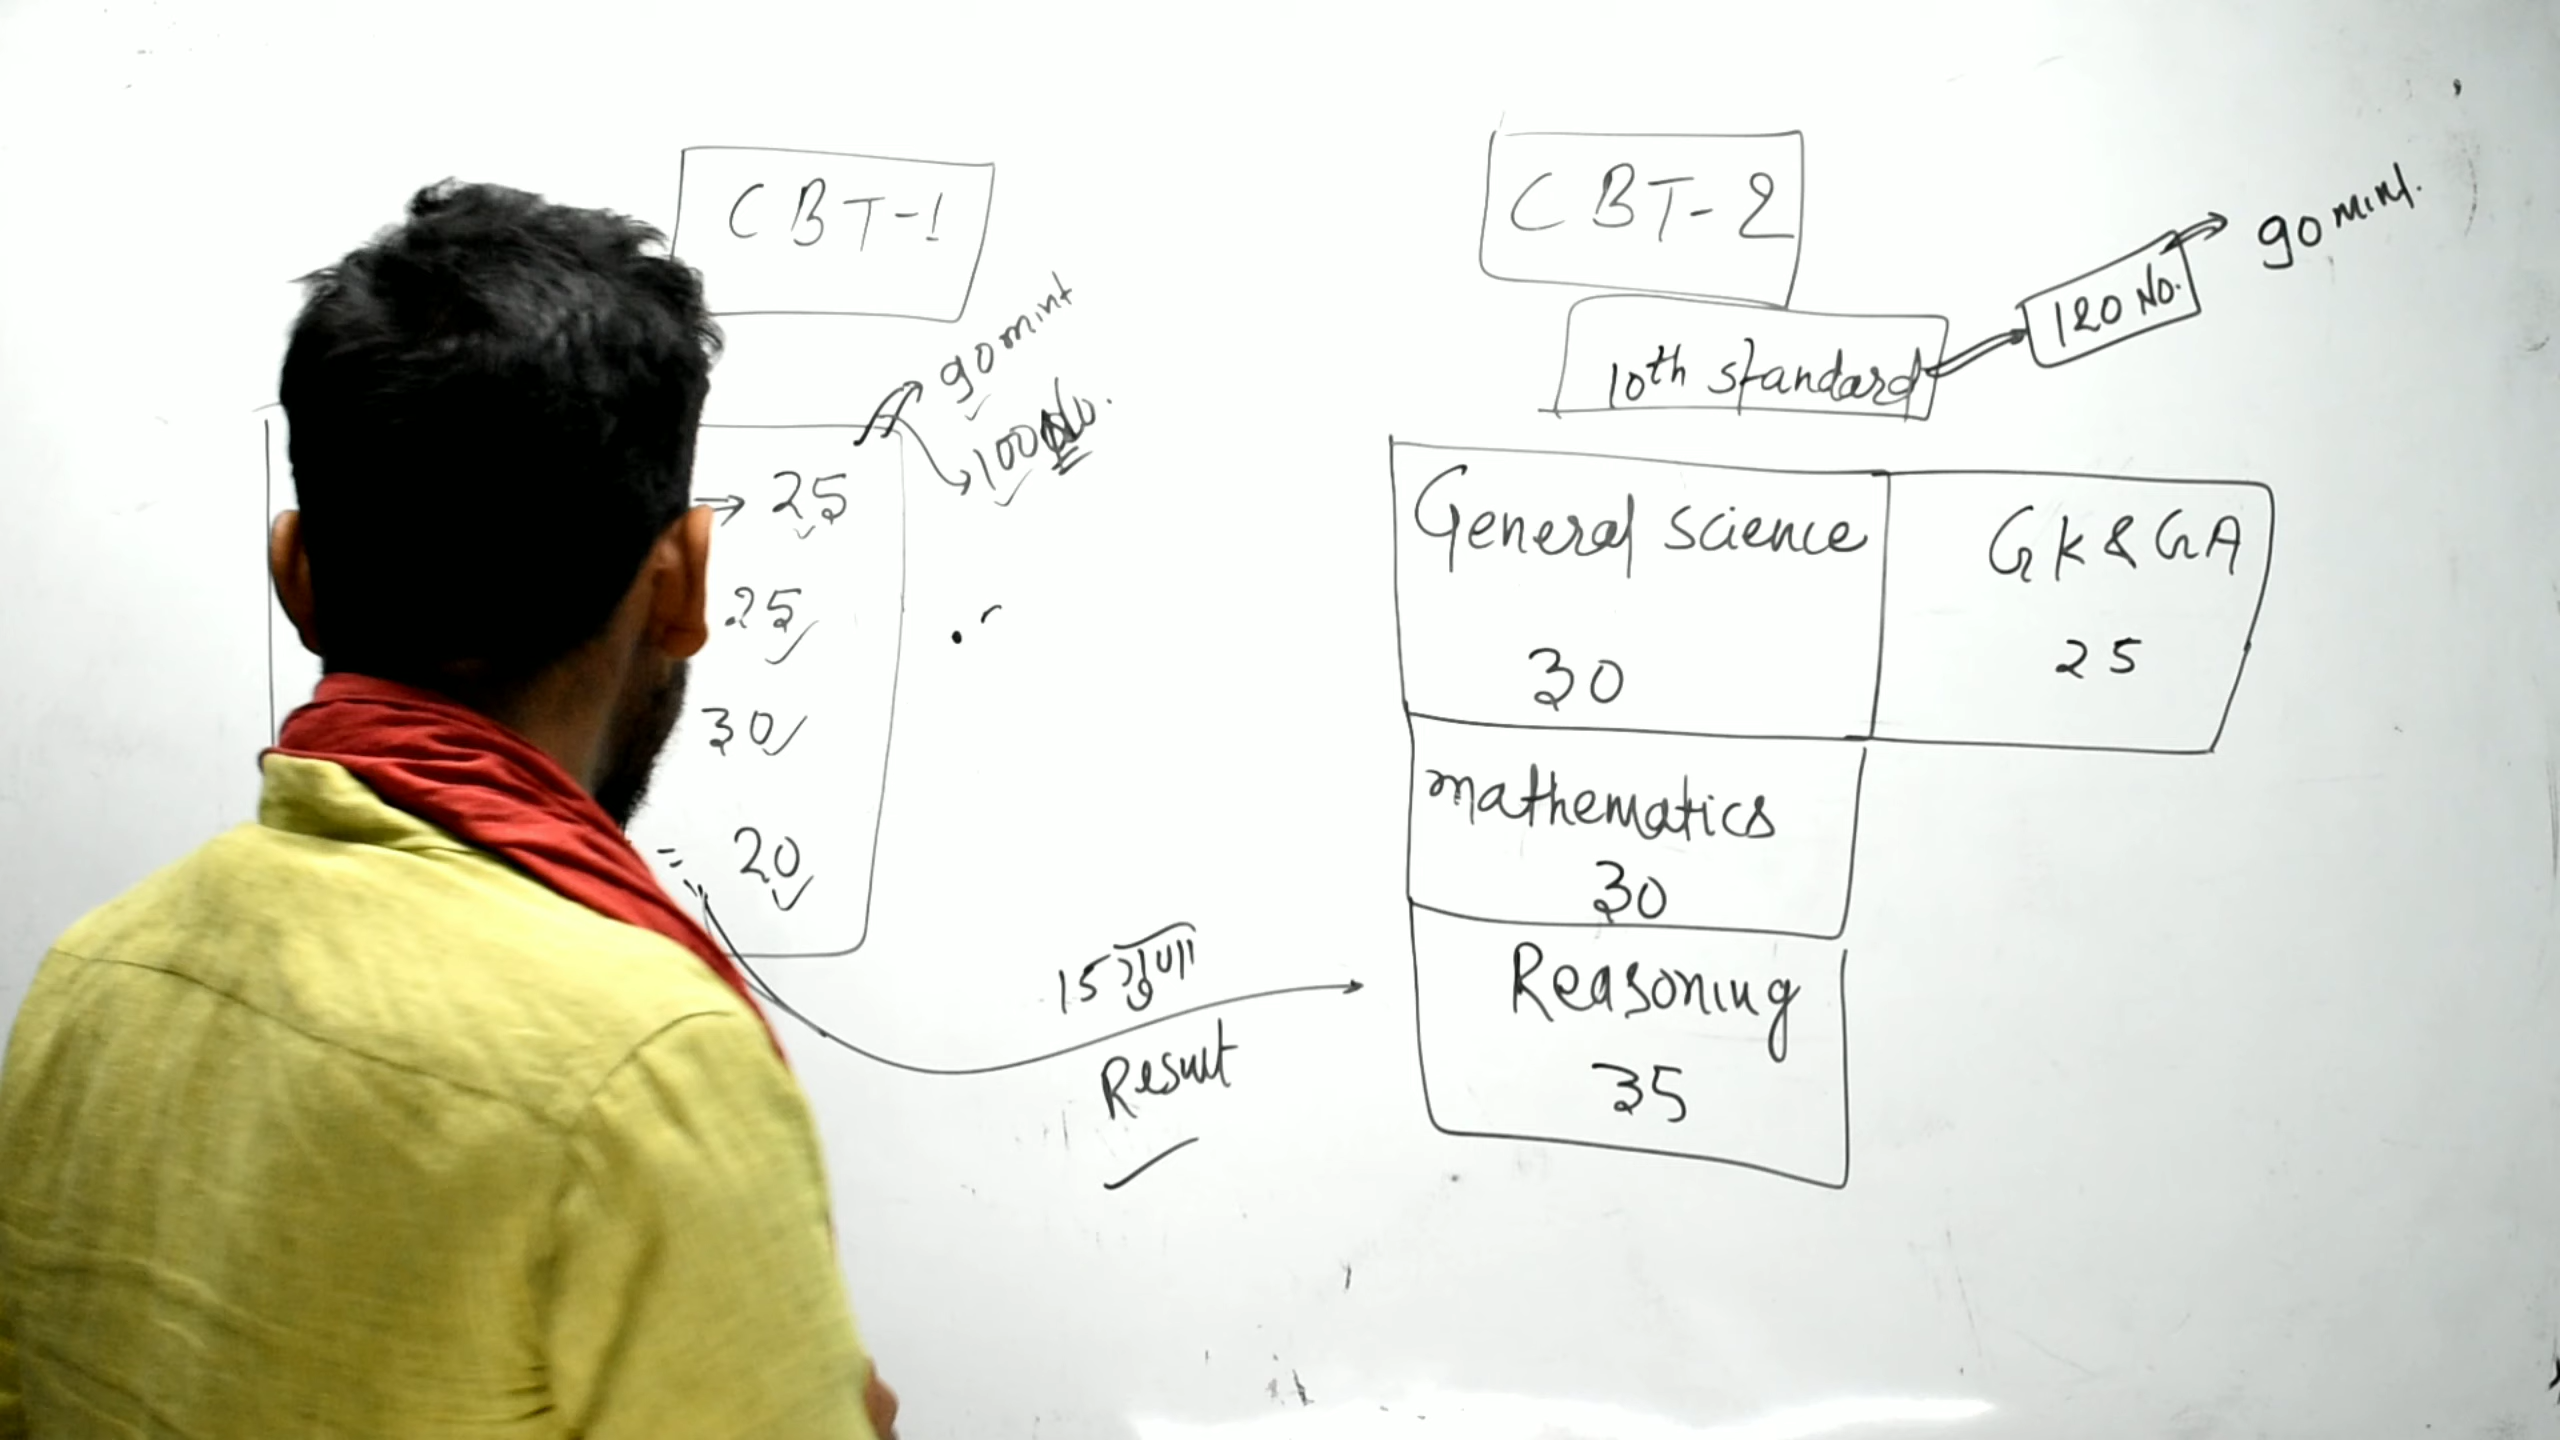 CBT-1
90 mint
100 No.
→ 25
25
30
= 20
15 गुणा
Result
CBT-2
10th standard
120 No.
90 mint.
General science
30
GK & GA
25
mathematics
30
Reasoning
35